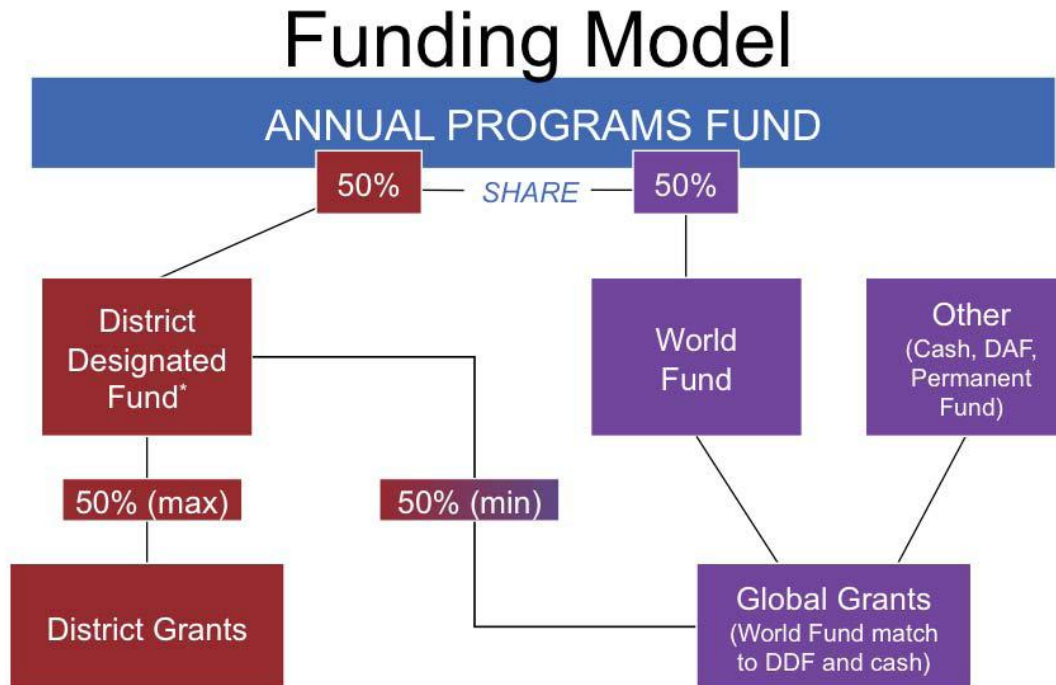 Funding Model
ANNUAL PROGRAMS FUND
50%
SHARE
50%
District
Designated
Fund*
World
Fund
Other
(Cash, DAF,
Permanent
Fund)
50% (max)
50% (min)
District Grants
Global Grants
(World Fund match
to DDF and cash)